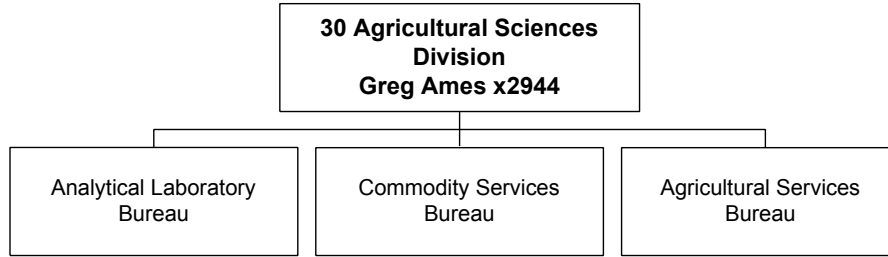 30 Agricultural Sciences
Division
Greg Ames x2944
Analytical Laboratory
Bureau
Commodity Services
Bureau
Agricultural Services
Bureau